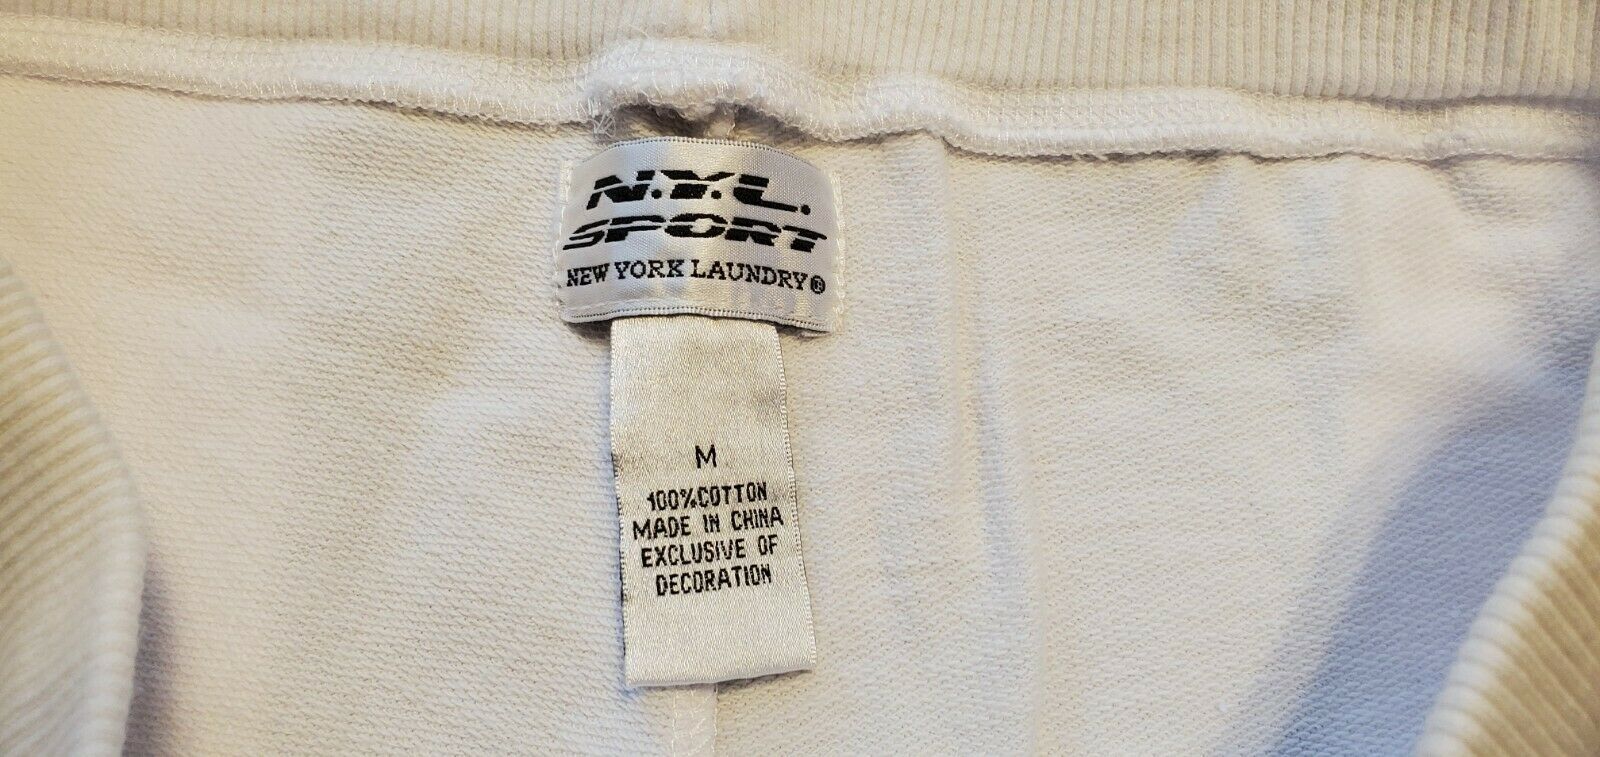 N.Y.L.
SPORT
NEW YORK LAUNDRY®
M
100%COTTON
MADE IN CHINA
EXCLUSIVE OF
DECORATION